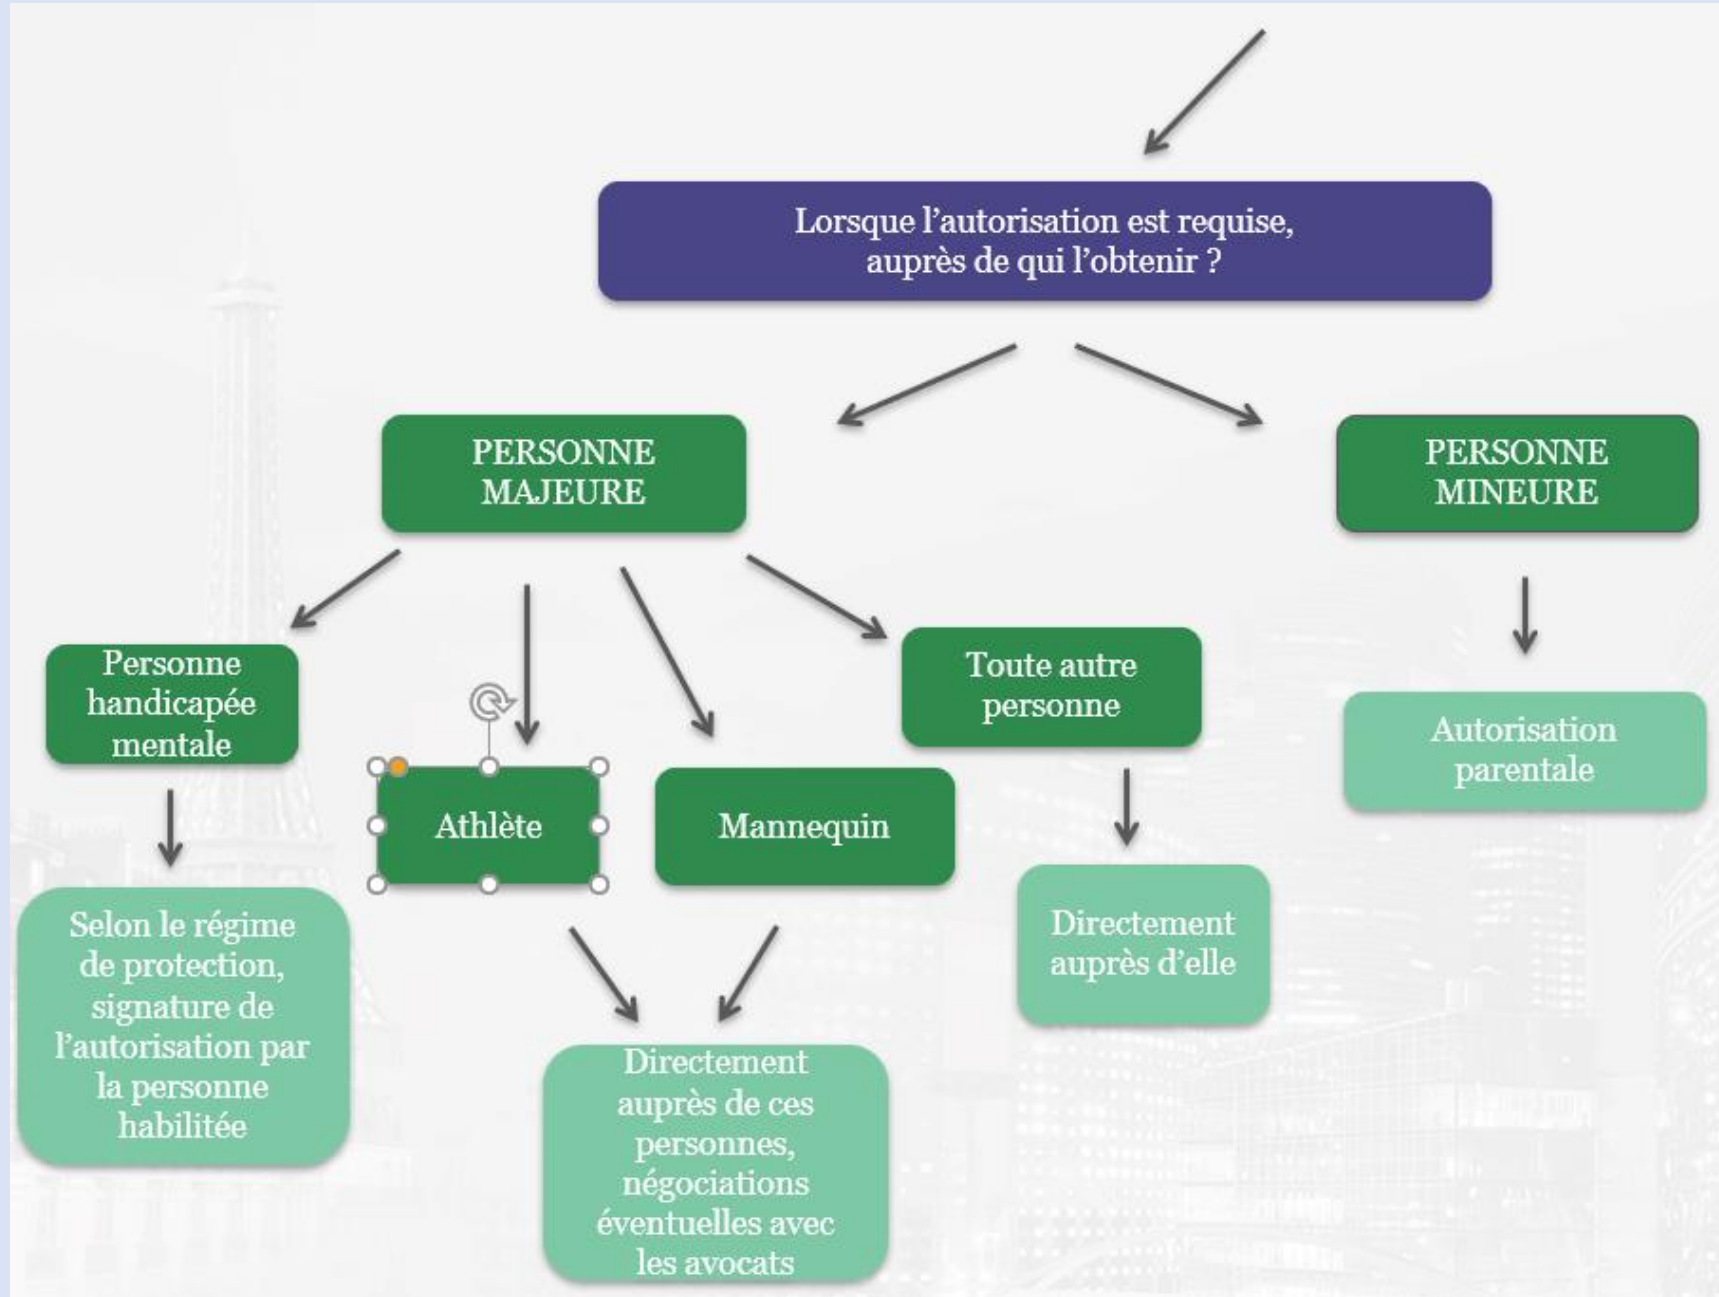 Lorsque l’autorisation est requise,
auprès de qui l’obtenir ?
PERSONNE
MAJEURE
PERSONNE
MINEURE
Personne
handicapée
mentale
Athlète
Mannequin
Toute autre
personne
Autorisation
parentale
Selon le régime
de protection,
signature de
l’autorisation par
la personne
habilitée
Directement
auprès de ces
personnes,
négociations
éventuelles avec
les avocats
Directement
auprès d’elle